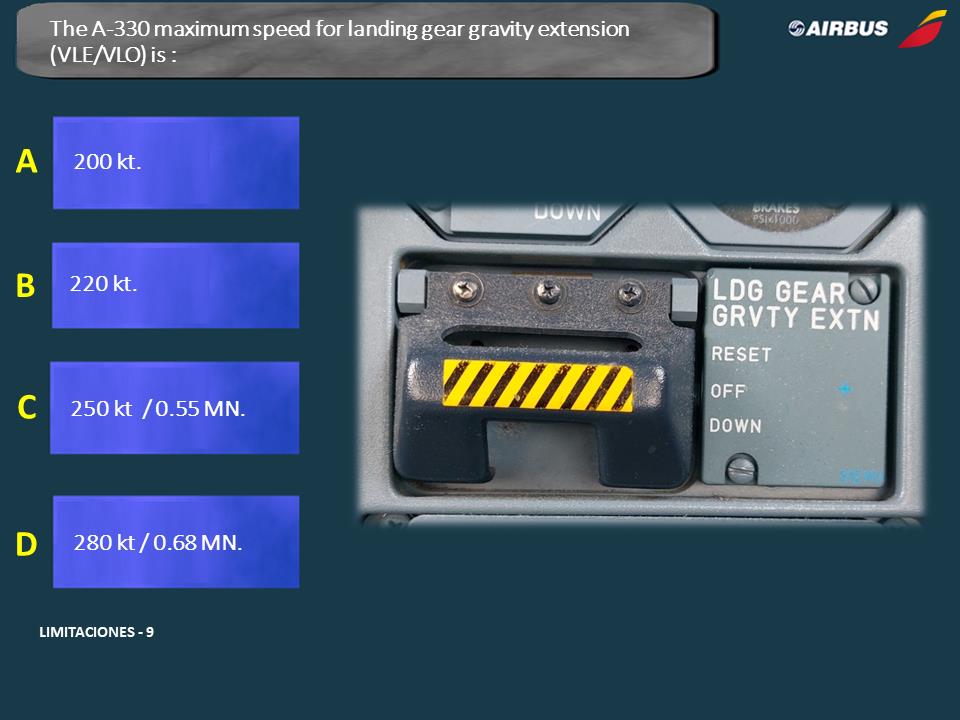 The A-330 maximum speed for landing gear gravity extension
(VLE/VLO) is :
AIRBUS
A
200 kt.
B
220 kt.
C
250 kt / 0.55 MN.
D
280 kt / 0.68 MN.
DOWN
BRAKES
PSIx1000
LDG GEAR
GRVTY EXTN
RESET
OFF
DOWN
LIMITACIONES - 9